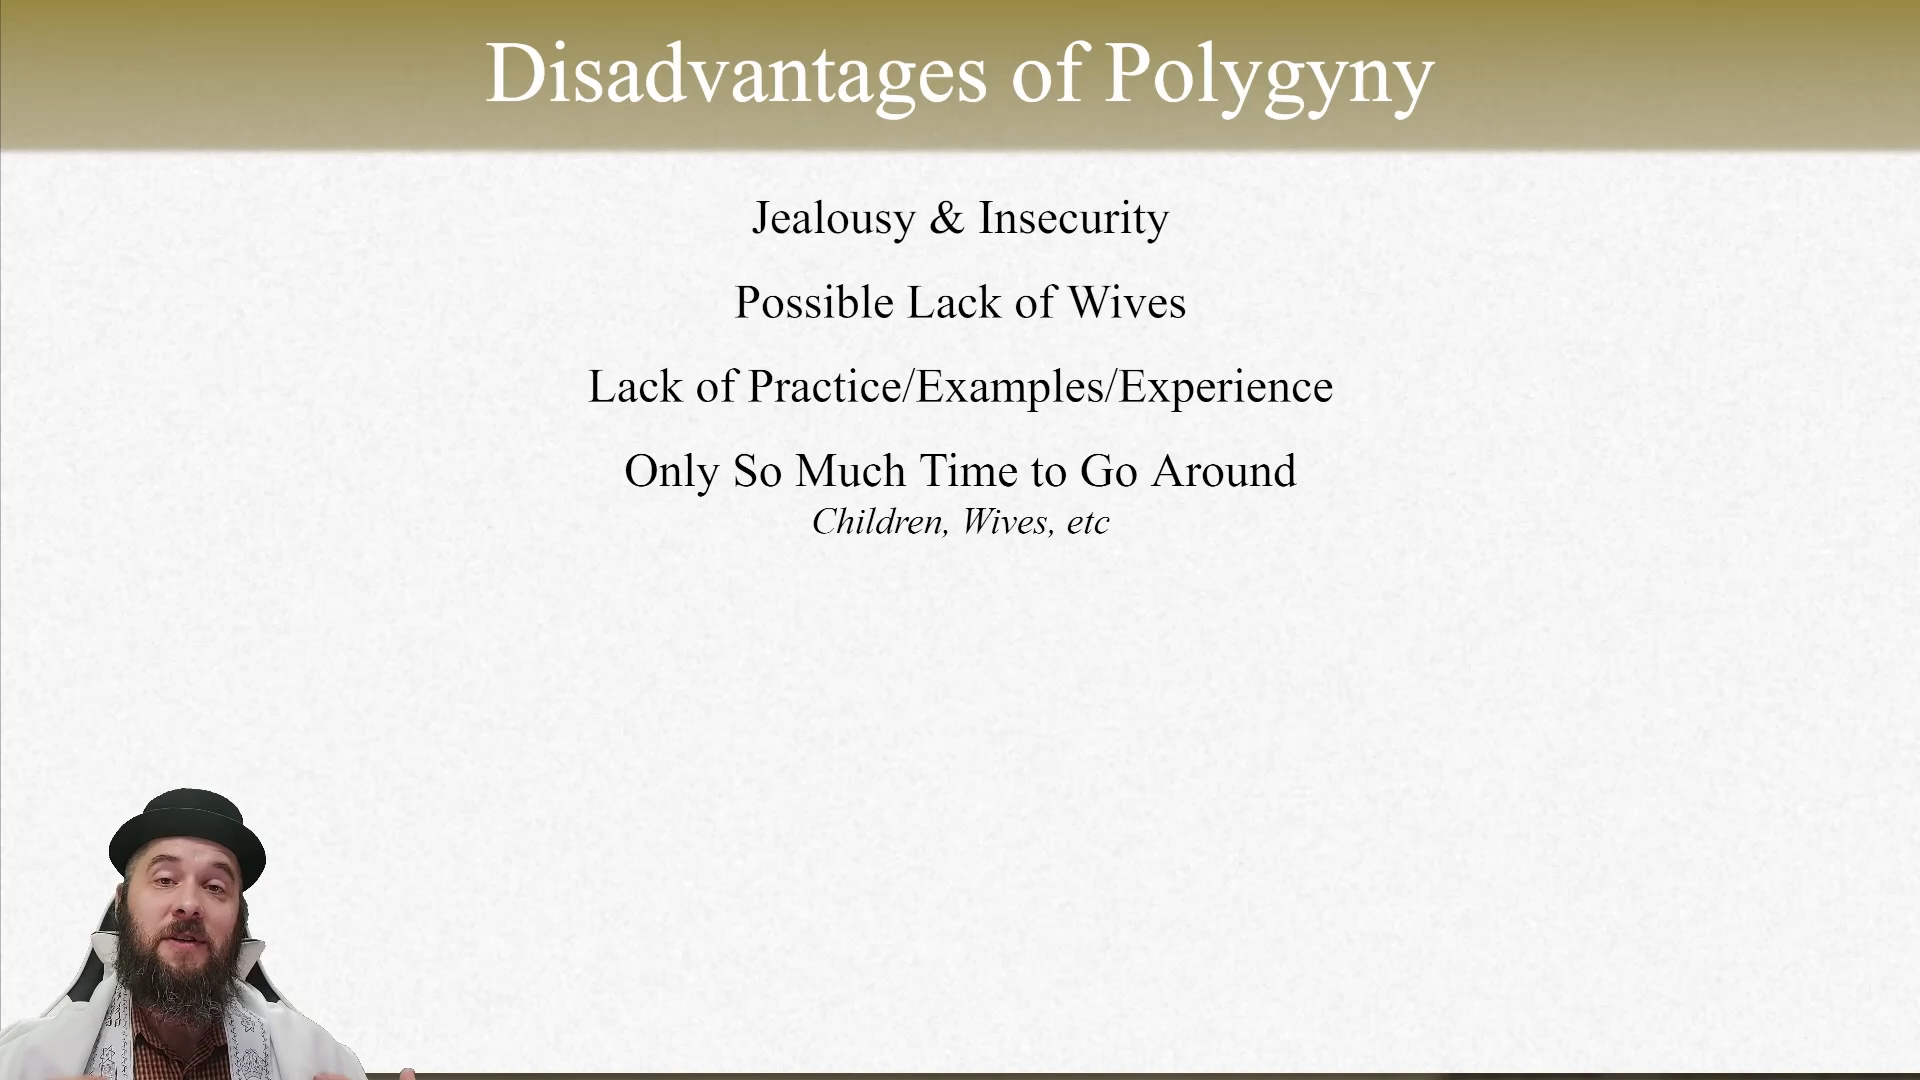 Disadvantages of Polygyny
Jealousy & Insecurity
Possible Lack of Wives
Lack of Practice/Examples/Experience
Only So Much Time to Go Around
Children, Wives, etc